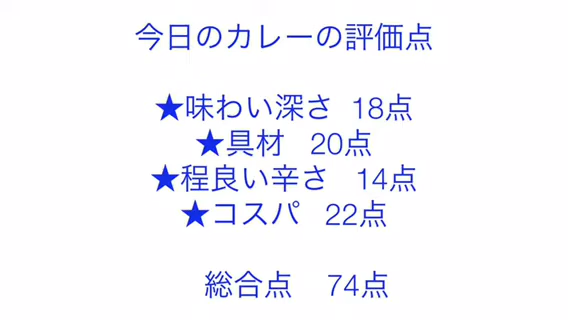 今日のカレーの評価点
★味わい深さ 18点
★具材 20点
★程良い辛さ 14点
★コスパ 22点
総合点 74点